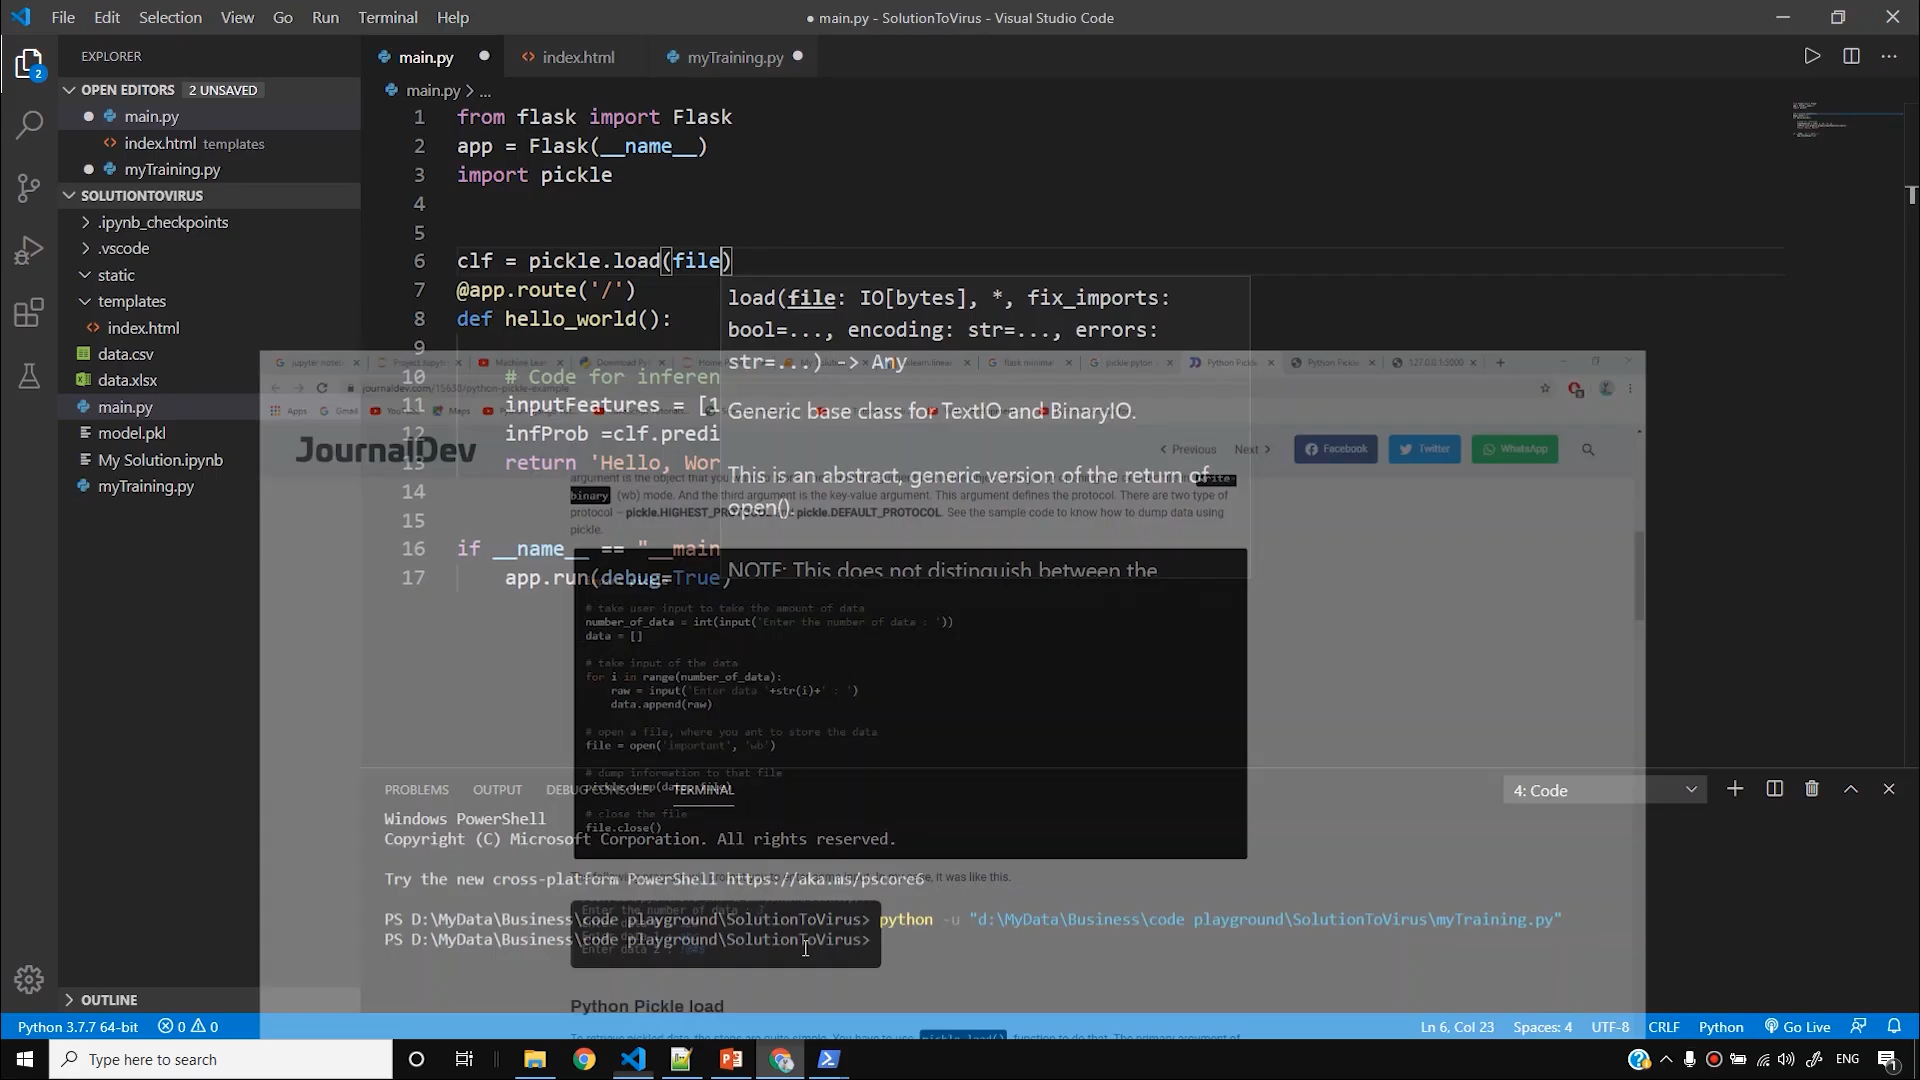 File Edit Selection View Go Run Terminal Help
● main.py - SolutionToVirus - Visual Studio Code
EXPLORER
OPEN EDITORS 2 UNSAVED
main.py
index.html templates
myTraining.py
SOLUTIONTOVIRUS
.ipynb_checkpoints
.vscode
static
templates
index.html
data.csv
data.xlsx
main.py
model.pkl
My Solution.ipynb
myTraining.py
OUTLINE
2
main.py index.html myTraining.py
main.py > ...
1 from flask import Flask
2 app = Flask(__name__)
3 import pickle
4
5
6 clf = pickle.load(file)
7 @app.route('/')
8 def hello_world():
9
10 # Code for inferen
11 inputFeatures = [1
12 infProb =clf.predi
13 return 'Hello, Wor
14
15
16 if __name__ == "__main
17 app.run(debug=True)
load(file: IO[bytes], *, fix_imports:
bool=..., encoding: str=..., errors:
str=...) -> Any
Generic base class for TextIO and BinaryIO.
This is an abstract, generic version of the return of
open().
NOTE: This does not distinguish between the
journaldev.com/15638/python-pickle-example
127.0.0.1:5000
Apps Gmail YouTube Maps
JournalDev
Previous Next Facebook Twitter WhatsApp
binary (wb) mode. And the third argument is the key-value argument. This argument defines the protocol. There are two type of
protocol – pickle.HIGHEST_PROTOCOL and pickle.DEFAULT_PROTOCOL. See the sample code to know how to dump data using
pickle.
# take user input to take the amount of data
number_of_data = int(input('Enter the number of data : '))
data = []
# take input of the data
for i in range(number_of_data):
raw = input('Enter data '+str(i)+' : ')
data.append(raw)
# open a file, where you ant to store the data
file = open('important', 'wb')
# dump information to that file
pickle.dump(data, file)
# close the file
file.close()
Enter the number of data :
Enter data 2 :
Python Pickle load
PROBLEMS OUTPUT DEBUG CONSOLE TERMINAL
4: Code
Windows PowerShell
Copyright (C) Microsoft Corporation. All rights reserved.
Try the new cross-platform PowerShell https://aka.ms/pscore6
PS D:\MyData\Business\code playground\SolutionToVirus> python -u "d:\MyData\Business\code playground\SolutionToVirus\myTraining.py"
PS D:\MyData\Business\code playground\SolutionToVirus>
Python 3.7.7 64-bit 0 0
Ln 6, Col 23 Spaces: 4 UTF-8 CRLF Python Go Live
Type here to search
ENG
1